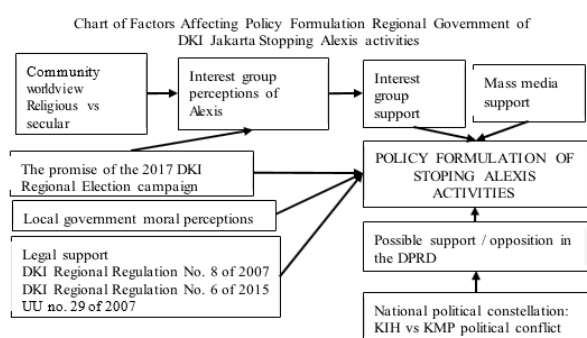 Chart of Factors Affecting Policy Formulation Regional Government of
DKI Jakarta Stopping Alexis activities
Community
worldview
Religious vs
secular
Interest group
perceptions of
Alexis
Interest
group
support
Mass media
support
The promise of the 2017 DKI
Regional Election campaign
POLICY FORMULATION OF
STOPING ALEXIS
ACTIVITIES
Local government moral perceptions
Legal support
DKI Regional Regulation No. 8 of 2007
DKI Regional Regulation No. 6 of 2015
UU no. 29 of 2007
Possible support / opposition in
the DPRD
National political constellation:
KIH vs KMP political conflict